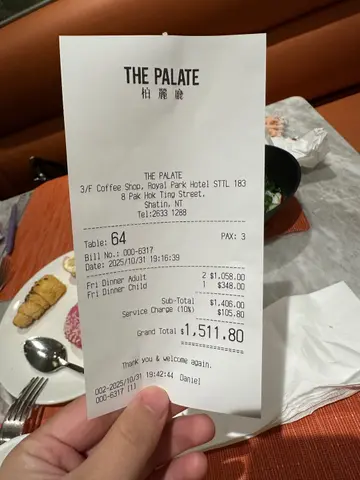 THE PALATE
柏麗廳
THE PALATE
3/F Coffee Shop, Royal Park Hotel STTL 183
8 Pak Hok Ting Street,
Shatin, NT
Tel:2633 1288
Table: 64 PAX: 3
Bill No.: 000-6317
Date: 2025/10/31 19:16:39
Fri Dinner Adult 2 $1,058.00
Fri Dinner Child 1 $348.00
Sub-Total $1,406.00
Service Charge (10%) $105.80
Grand Total $1,511.80
Thank you & welcome again.
002-2025/10/31 19:42:44 Daniel
000-6317 [1]